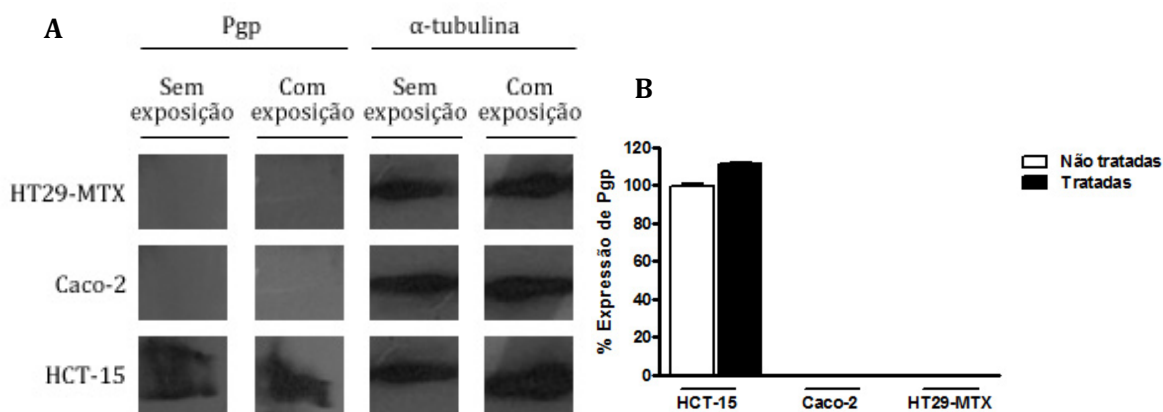 A
Pgp
α-tubulina
Sem exposição
Com exposição
Sem exposição
Com exposição
HT29-MTX
Caco-2
HCT-15
B
% Expressão de Pgp
120
100
80
60
40
20
0
HCT-15
Caco-2
HT29-MTX
Não tratadas
Tratadas